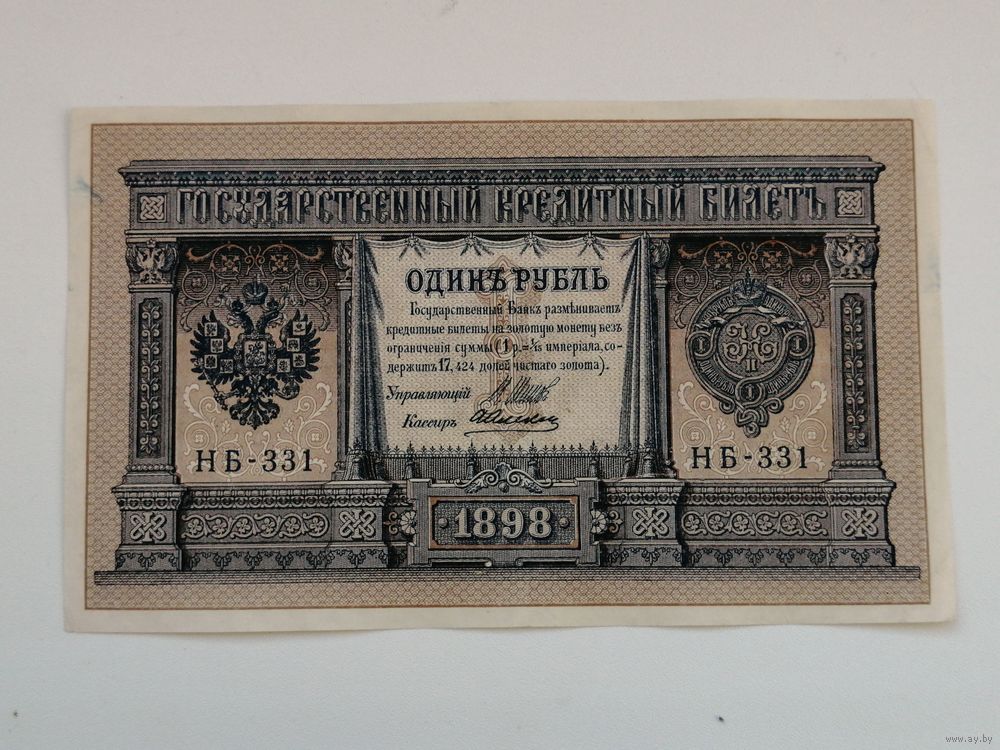 ГОСУДАРСТВЕННЫЙ КРЕДИТНЫЙ БИЛЕТЪ
ОДИНЪ РУБЛЬ
Государственный Банкъ размѣниваетъ
кредитные билеты на золотую монету безъ
ограниченія суммы (1 р.=1/15 имперіала, со-
держитъ 17,424 долей чистаго золота).
Управляющій
Кассиръ
НБ-331
НБ-331
1898
www.ay.by